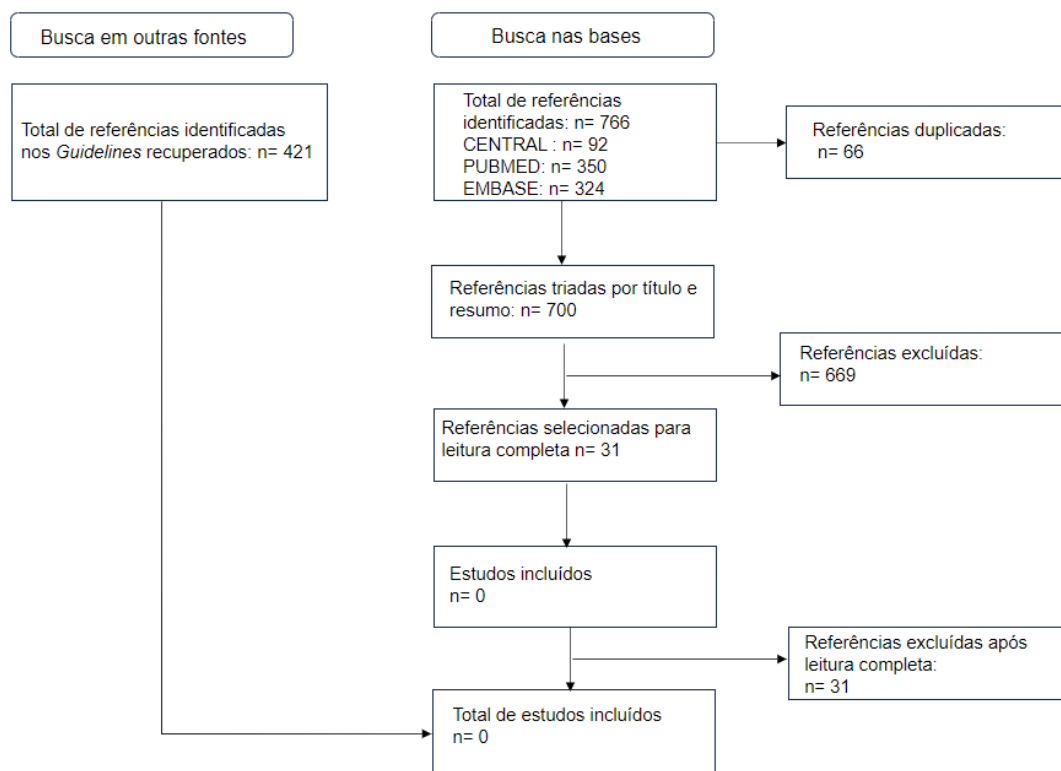 Busca em outras fontes
Busca nas bases
Total de referências identificadas
nos Guidelines recuperados: n= 421
Total de referências
identificadas: n= 766
CENTRAL : n= 92
PUBMED: n= 350
EMBASE: n= 324
Referências duplicadas:
n= 66
Referências triadas por título e
resumo: n= 700
Referências excluídas:
n= 669
Referências selecionadas para
leitura completa n= 31
Estudos incluídos
n= 0
Referências excluídas após
leitura completa:
n= 31
Total de estudos incluídos
n= 0